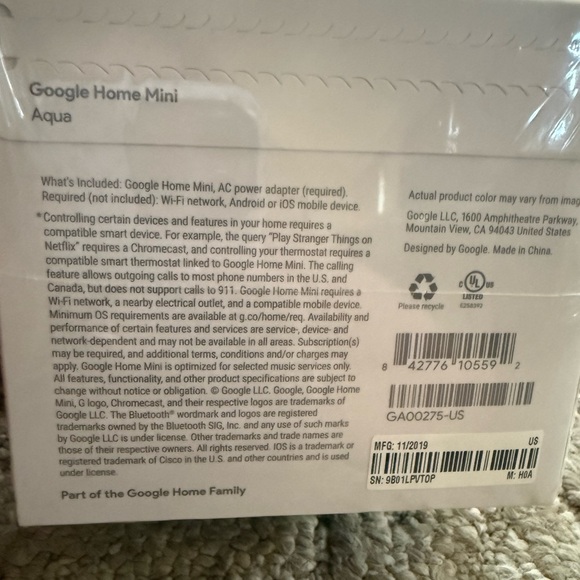 Google Home Mini
Aqua
What's Included: Google Home Mini, AC power adapter (required).
Required (not included): Wi-Fi network, Android or iOS mobile device.
*Controlling certain devices and features in your home requires a
compatible smart device. For example, the query "Play Stranger Things on
Netflix" requires a Chromecast, and controlling your thermostat requires a
compatible smart thermostat linked to Google Home Mini. The calling
feature allows outgoing calls to most phone numbers in the U.S. and
Canada, but does not support calls to 911. Google Home Mini requires a
Wi-Fi network, a nearby electrical outlet, and a compatible mobile device.
Minimum OS requirements are available at g.co/home/req. Availability and
performance of certain features and services are service-, device- and
network-dependent and may not be available in all areas. Subscription(s)
may be required, and additional terms, conditions and/or charges may
apply. Google Home Mini is optimized for selected music services only.
All features, functionality, and other product specifications are subject to
change without notice or obligation. © Google LLC. Google, Google Home
Mini, G logo, Chromecast, and their respective logos are trademarks of
Google LLC. The Bluetooth® wordmark and logos are registered
trademarks owned by the Bluetooth SIG, Inc. and any use of such marks
by Google LLC is under license. Other trademarks and trade names are
those of their respective owners. All rights reserved. IOS is a trademark or
registered trademark of Cisco in the U.S. and other countries and is used
under license.
Part of the Google Home Family
Actual product color may vary from imag
Google LLC, 1600 Amphitheatre Parkway,
Mountain View, CA 94043 United States
Designed by Google. Made in China.
Please recycle
C UL US
LISTED
E258392
8 42776 10559 2
GA00275-US
MFG: 11/2019 US
SN: 9B01LPVTOP M: H0A